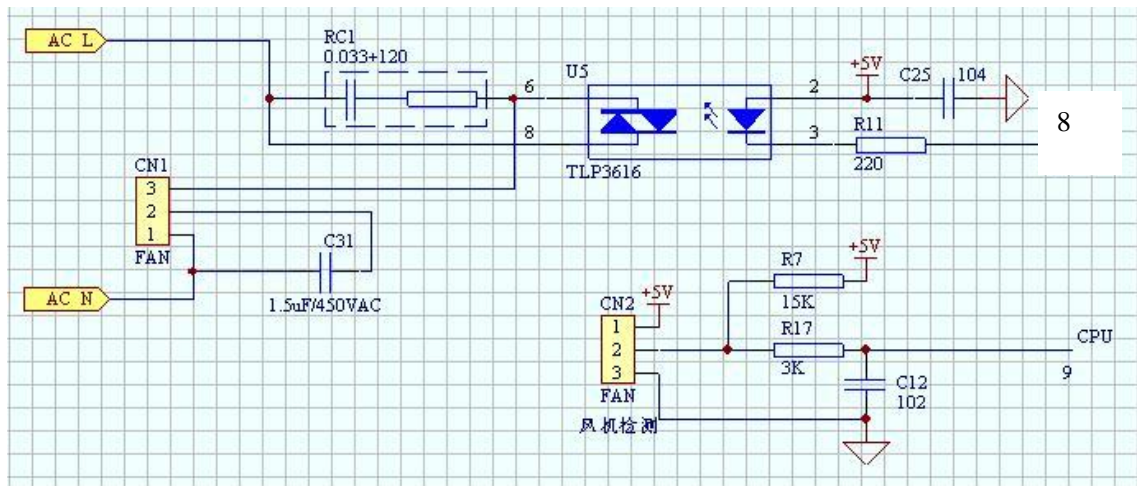 AC L
RC1
0.033+120
6
8
U5
TLP3616
2
3
+5V
C25
104
R11
220
8
CN1
3
2
1
FAN
C31
1.5uF/450VAC
AC N
CN2
+5V
1
2
3
FAN
风机检测
R7
15K
+5V
R17
3K
CPU
9
C12
102